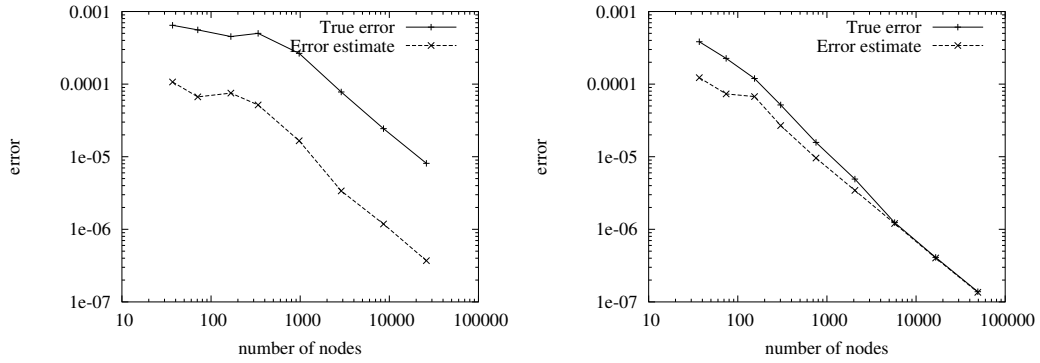 0.001
0.0001
1e-05
1e-06
1e-07
error
10
100
1000
10000
100000
number of nodes
True error
Error estimate
0.001
0.0001
1e-05
1e-06
1e-07
error
10
100
1000
10000
100000
number of nodes
True error
Error estimate